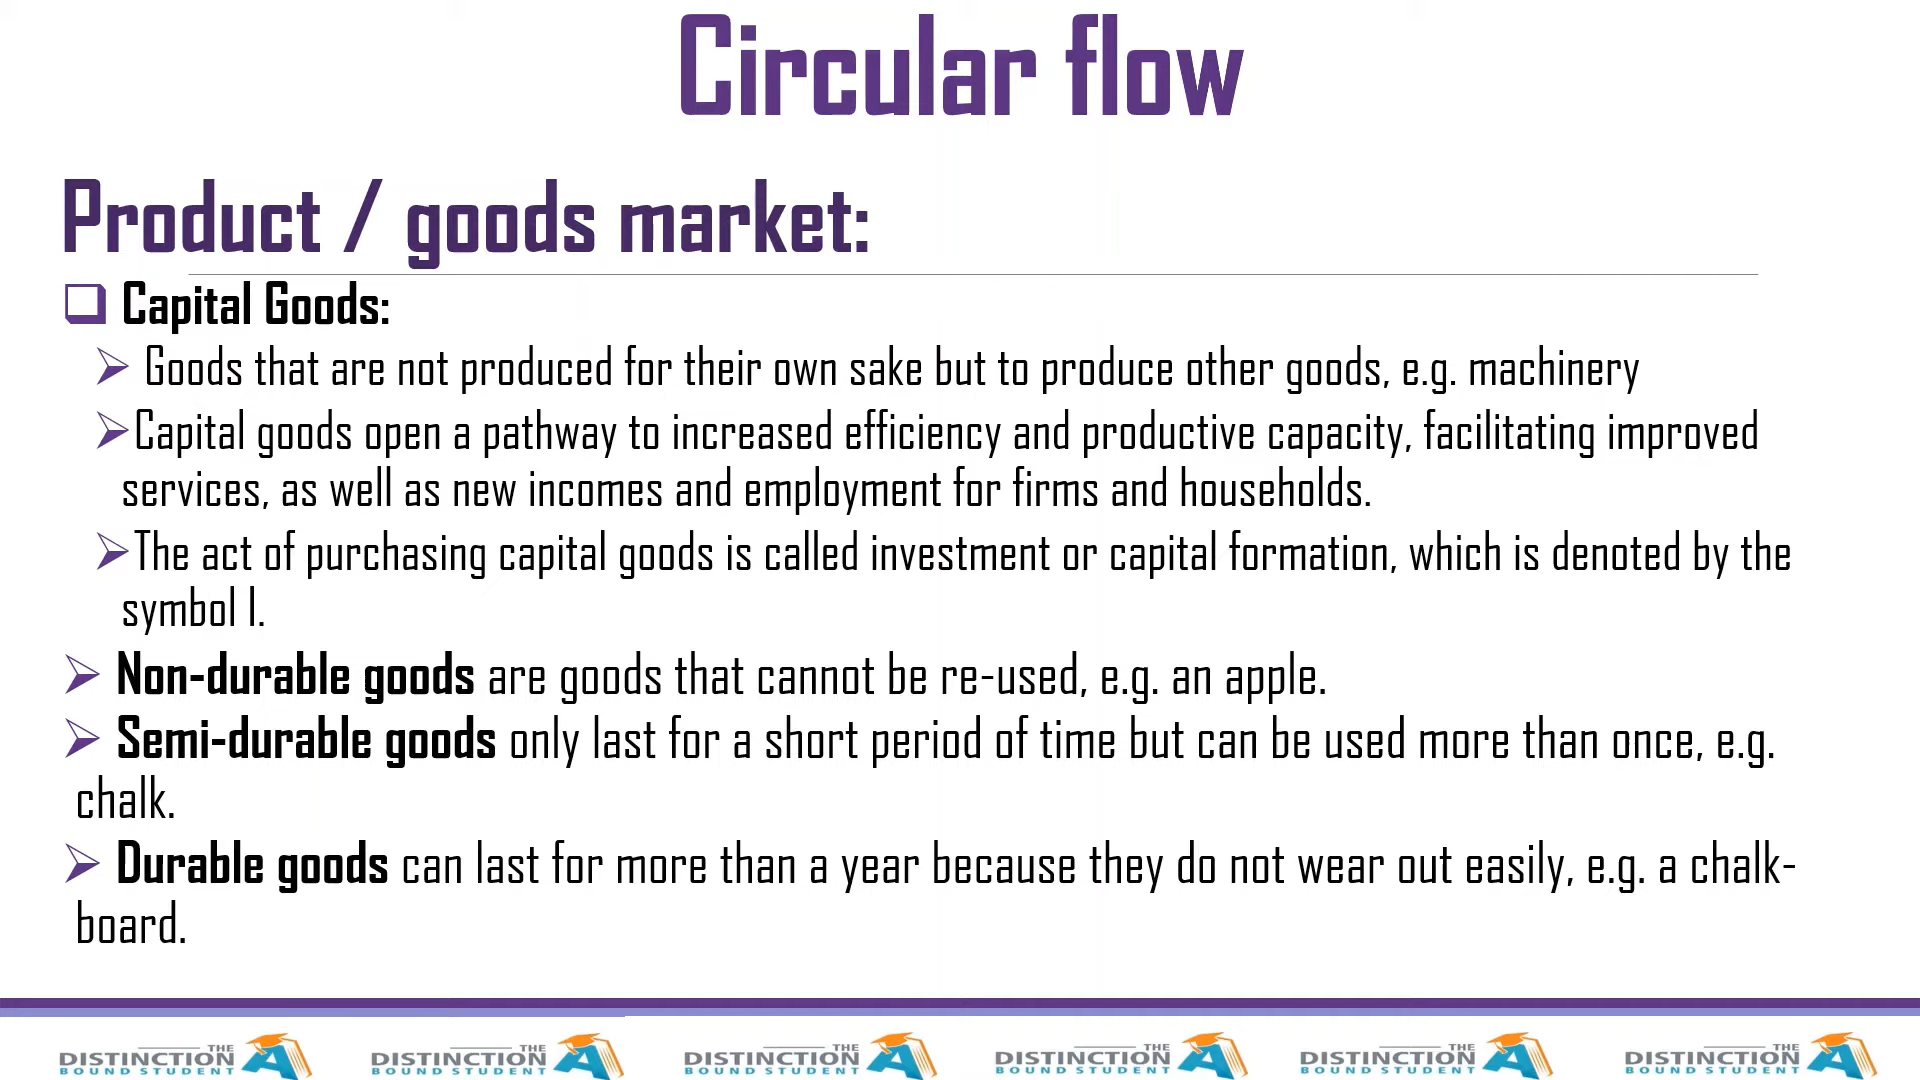 Circular flow
Product / goods market:
Capital Goods:
Goods that are not produced for their own sake but to produce other goods, e.g. machinery
Capital goods open a pathway to increased efficiency and productive capacity, facilitating improved
services, as well as new incomes and employment for firms and households.
The act of purchasing capital goods is called investment or capital formation, which is denoted by the
symbol I.
Non-durable goods are goods that cannot be re-used, e.g. an apple.
Semi-durable goods only last for a short period of time but can be used more than once, e.g.
chalk.
Durable goods can last for more than a year because they do not wear out easily, e.g. a chalk-
board.
THE DISTINCTION BOUND STUDENT A
THE DISTINCTION BOUND STUDENT A
THE DISTINCTION BOUND STUDENT A
THE DISTINCTION BOUND STUDENT A
THE DISTINCTION BOUND STUDENT A
THE DISTINCTION BOUND STUDENT A